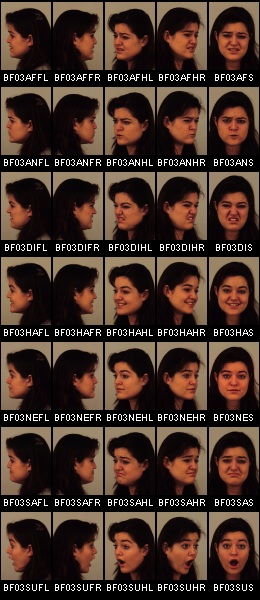 BF03AFFL BF03AFFR BF03AFHL BF03AFHR BF03AFS
BF03ANFL BF03ANFR BF03ANHL BF03ANHR BF03ANS
BF03DIFL BF03DIFR BF03DIHL BF03DIHR BF03DIS
BF03HAFL BF03HAFR BF03HAHL BF03HAHR BF03HAS
BF03NEFL BF03NEFR BF03NEHL BF03NEHR BF03NES
BF03SAFL BF03SAFR BF03SAHL BF03SAHR BF03SAS
BF03SUFL BF03SUFR BF03SUHL BF03SUHR BF03SUS